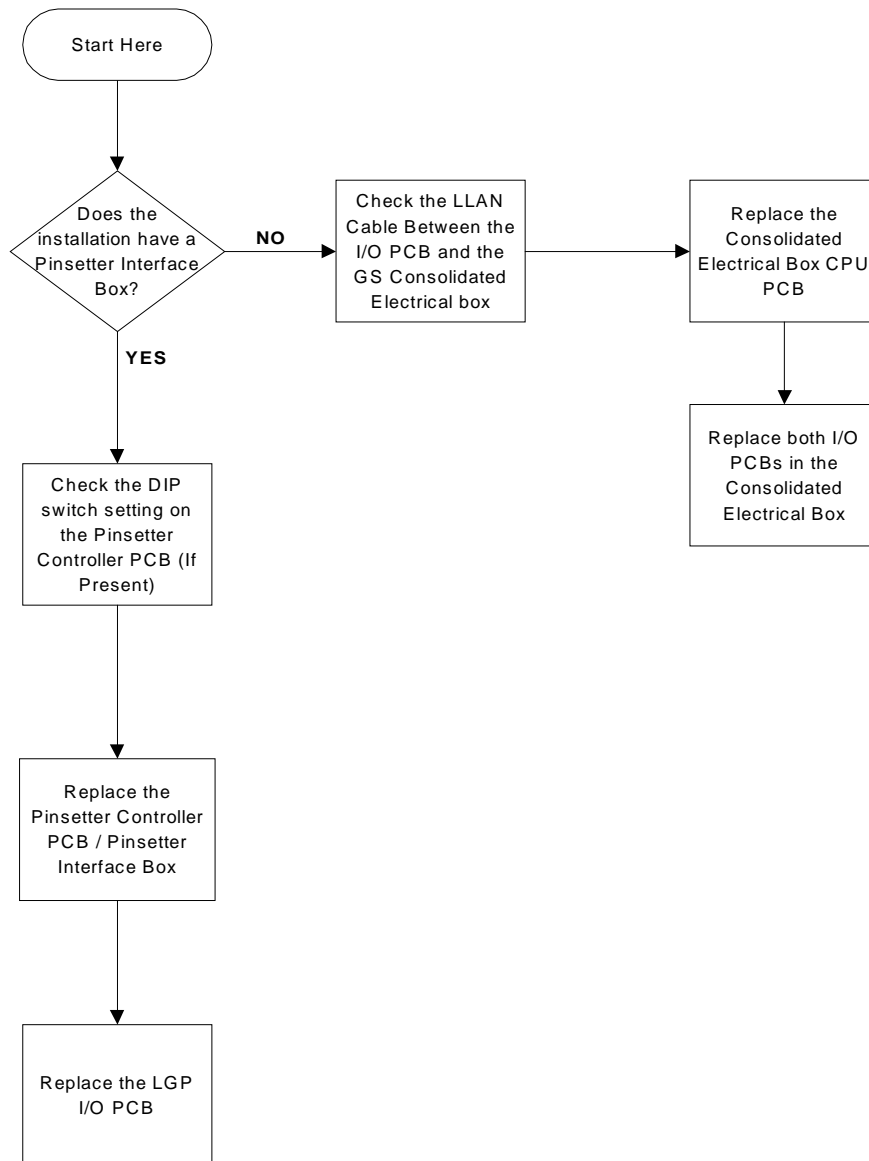 Start Here
Does the
installation have a
Pinsetter Interface
Box?
NO
YES
Check the LLAN
Cable Between the
I/O PCB and the
GS Consolidated
Electrical box
Replace the
Consolidated
Electrical Box CPU
PCB
Replace both I/O
PCBs in the
Consolidated
Electrical Box
Check the DIP
switch setting on
the Pinsetter
Controller PCB (If
Present)
Replace the
Pinsetter Controller
PCB / Pinsetter
Interface Box
Replace the LGP
I/O PCB